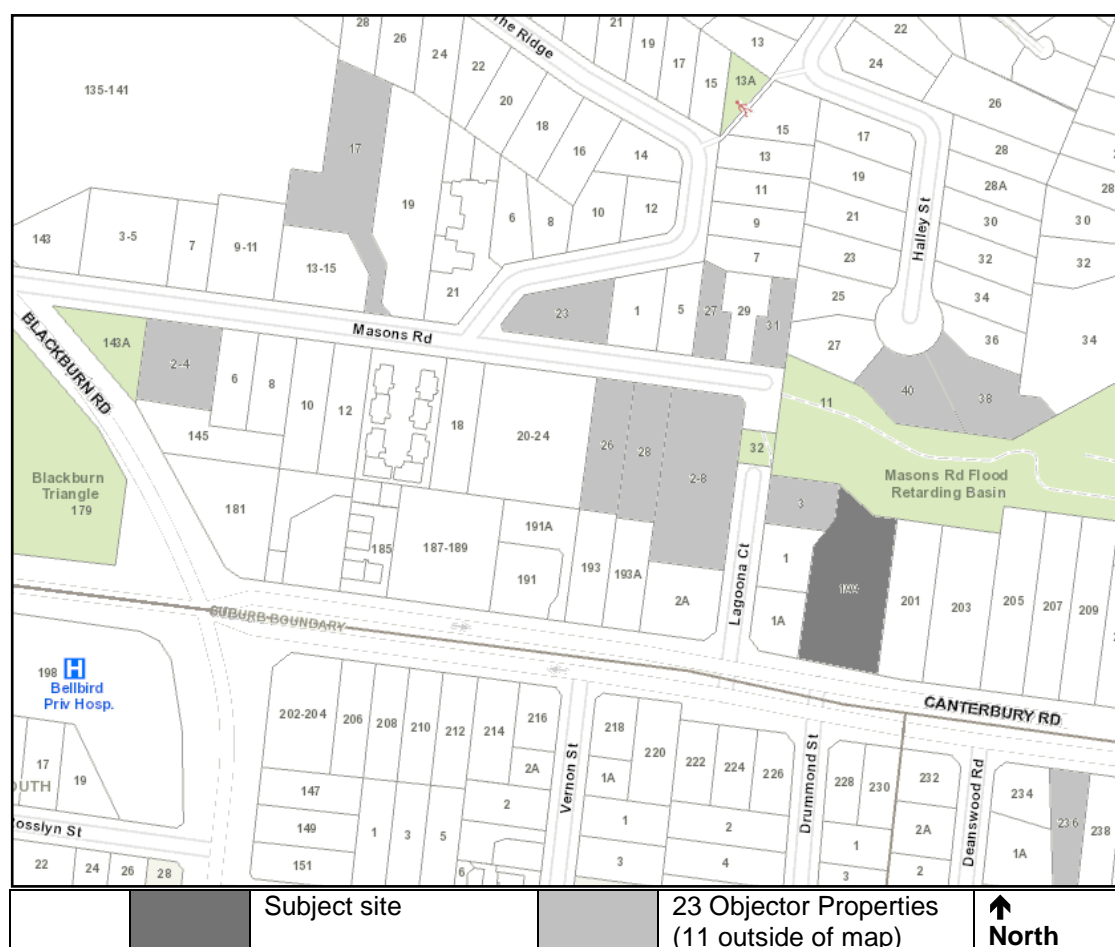 28 26 24 22 20 18 16 14
The Ridge
21 19 17 15 13 13A
22 24 26
135-141
17 19
6 8 10 12
15 13 11 9 7
17 19 21 23 25 27
Halley St
28 28A 30 32 34 36
30 32 34
143 3-5 7 9-11 13-15 21
Masons Rd
23 1 5 27 29 31
40 38
BLACKBURN RD
143A 2-4 6 8 10 12 18 20-24 26 28 2-8
145
32
11
Masons Rd Flood
Retarding Basin
Blackburn
Triangle
179
181 185 187-189 191A 191 193 193A 2A
Lagoona Ct
3 1 1A
201 203 205 207 209
SUBURB BOUNDARY
CANTERBURY RD
198 H
Bellbird
Priv Hosp.
17 19
OUTH
Rosslyn St
22 24 26 28
202-204 206 208 210 212 214 216
2A
147 149 151
1 3 5
2
6
Vernon St
218 220 222 224 226
1A
1 2
3 4
Drummond St
228 230 232
2A
1 2
3
Deanswood Rd
234 236 238
1A
Subject site
23 Objector Properties
(11 outside of map)
North